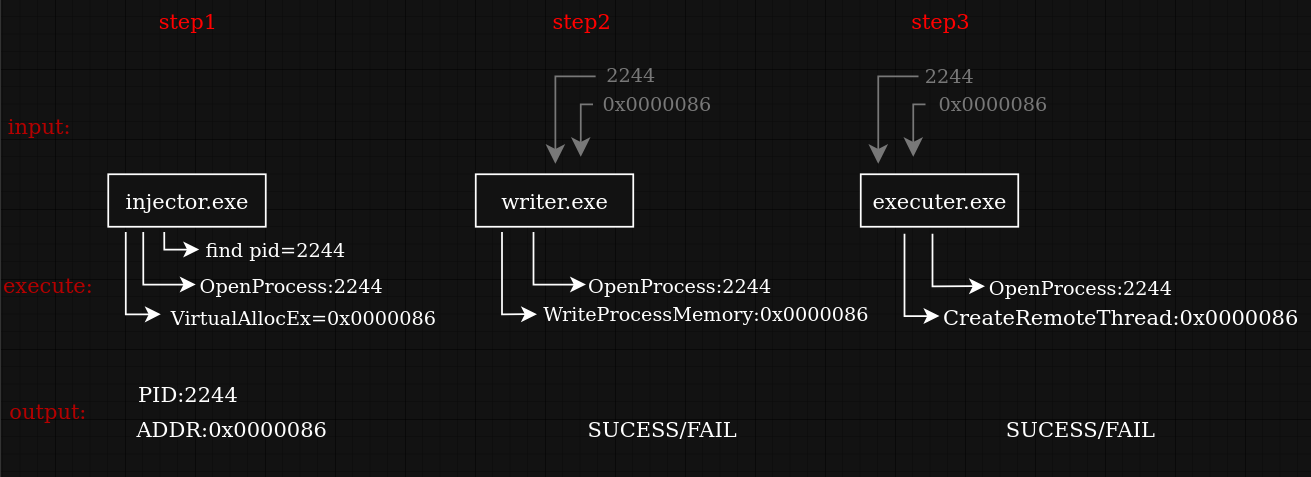 step1
step2
step3
input:
2244
0x0000086
2244
0x0000086
injector.exe
writer.exe
executer.exe
execute:
find pid=2244
OpenProcess:2244
VirtualAllocEx=0x0000086
OpenProcess:2244
WriteProcessMemory:0x0000086
OpenProcess:2244
CreateRemoteThread:0x0000086
output:
PID:2244
ADDR:0x0000086
SUCESS/FAIL
SUCESS/FAIL